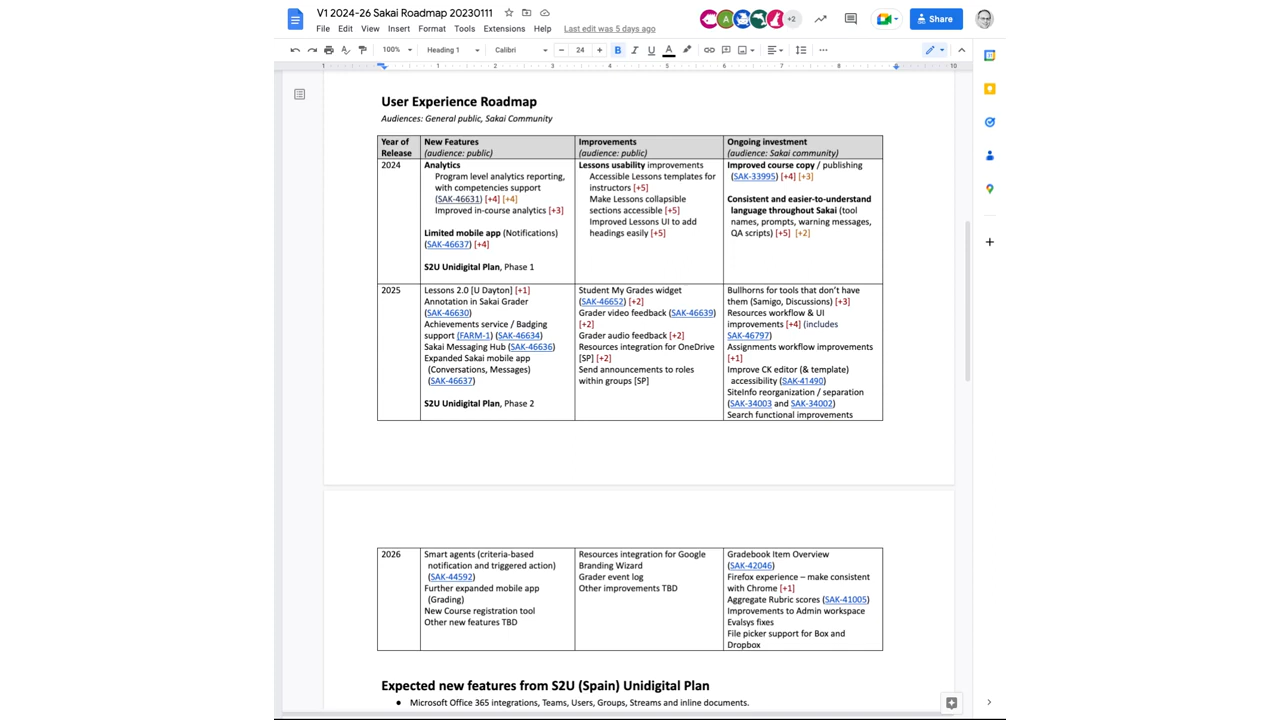 V1 2024-26 Sakai Roadmap 20230111
+2
Share
File Edit View Insert Format Tools Extensions Help Last edit was 5 days ago
100% Heading 1 Calibri − 24 + B I U A
1 1 2 3 4 5 6 7 8 9 10
User Experience Roadmap
Audiences: General public, Sakai Community
Year of Release
New Features
(audience: public)
Improvements
(audience: public)
Ongoing investment
(audience: Sakai community)
2024
Analytics
Program level analytics reporting,
with competencies support
(SAK-46631) [+4] [+4]
Improved in-course analytics [+3]
Limited mobile app (Notifications)
(SAK-46637) [+4]
S2U Unidigital Plan, Phase 1
Lessons usability improvements
Accessible Lessons templates for
instructors [+5]
Make Lessons collapsible
sections accessible [+5]
Improved Lessons UI to add
headings easily [+5]
Improved course copy / publishing
(SAK-33995) [+4] [+3]
Consistent and easier-to-understand
language throughout Sakai (tool
names, prompts, warning messages,
QA scripts) [+5] [+2]
2025
Lessons 2.0 [U Dayton] [+1]
Annotation in Sakai Grader
(SAK-46630)
Achievements service / Badging
support (FARM-1) (SAK-46634)
Sakai Messaging Hub (SAK-46636)
Expanded Sakai mobile app
(Conversations, Messages)
(SAK-46637)
S2U Unidigital Plan, Phase 2
Student My Grades widget
(SAK-46652) [+2]
Grader video feedback (SAK-46639)
[+2]
Grader audio feedback [+2]
Resources integration for OneDrive
[SP] [+2]
Send announcements to roles
within groups [SP]
Bullhorns for tools that don't have
them (Samigo, Discussions) [+3]
Resources workflow & UI
improvements [+4] (includes
SAK-46797)
Assignments workflow improvements
[+1]
Improve CK editor (& template)
accessibility (SAK-41490)
SiteInfo reorganization / separation
(SAK-34003 and SAK-34002)
Search functional improvements
2026
Smart agents (criteria-based
notification and triggered action)
(SAK-44592)
Further expanded mobile app
(Grading)
New Course registration tool
Other new features TBD
Resources integration for Google
Branding Wizard
Grader event log
Other improvements TBD
Gradebook Item Overview
(SAK-42046)
Firefox experience – make consistent
with Chrome [+1]
Aggregate Rubric scores (SAK-41005)
Improvements to Admin workspace
Evalsys fixes
File picker support for Box and
Dropbox
Expected new features from S2U (Spain) Unidigital Plan
● Microsoft Office 365 integrations, Teams, Users, Groups, Streams and inline documents.